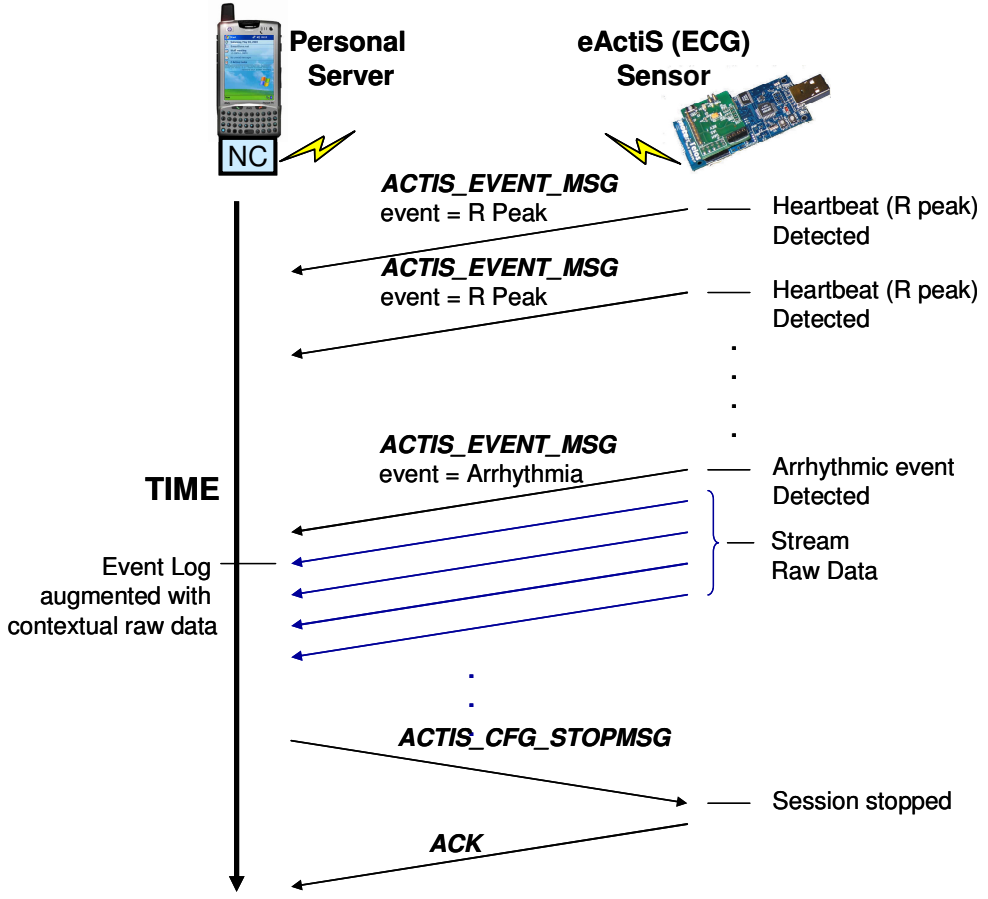 Personal
Server
eActiS (ECG)
Sensor
NC
ACTIS_EVENT_MSG
event = R Peak
Heartbeat (R peak)
Detected
ACTIS_EVENT_MSG
event = R Peak
Heartbeat (R peak)
Detected
ACTIS_EVENT_MSG
event = Arrhythmia
Arrhythmic event
Detected
TIME
Stream
Raw Data
Event Log
augmented with
contextual raw data
ACTIS_CFG_STOPMSG
Session stopped
ACK